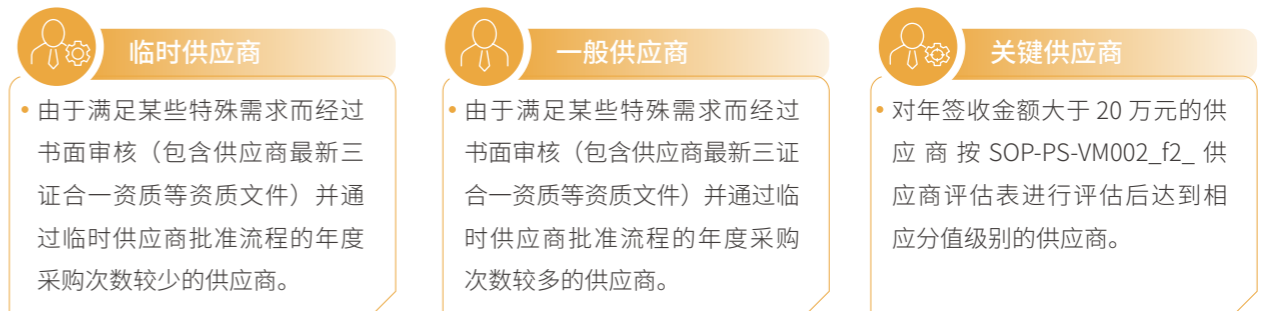 临时供应商
• 由于满足某些特殊需求而经过
书面审核（包含供应商最新三
证合一资质等资质文件）并通
过临时供应商批准流程的年度
采购次数较少的供应商。
一般供应商
• 由于满足某些特殊需求而经过
书面审核（包含供应商最新三证
合一资质等资质文件）并通过临
时供应商批准流程的年度采购
次数较多的供应商。
关键供应商
• 对年签收金额大于 20 万元的供
应商按 SOP-PS-VM002_f2_ 供
应商评估表进行评估后达到相
应分值级别的供应商。